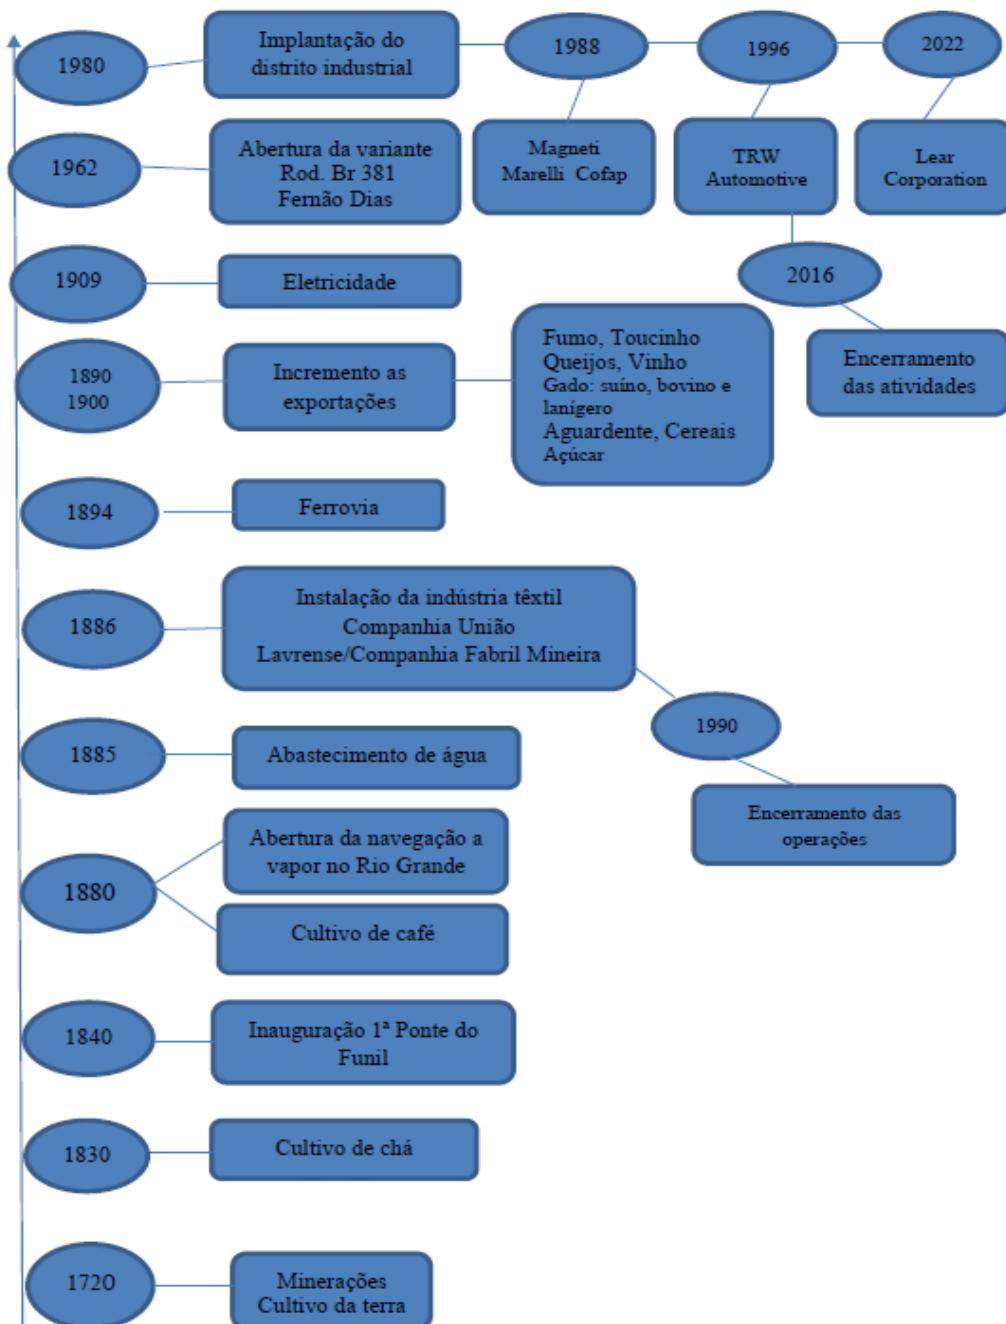 1980
Implantação do
distrito industrial
1988
1996
2022
Magneti
Marelli Cofap
TRW
Automotive
Lear
Corporation
1962
Abertura da variante
Rod. Br 381
Fernão Dias
2016
Encerramento
das atividades
1909
Eletricidade
1890
1900
Incremento as
exportações
Fumo, Toucinho
Queijos, Vinho
Gado: suíno, bovino e
lanígero
Aguardente, Cereais
Açúcar
1894
Ferrovia
1886
Instalação da indústria têxtil
Companhia União
Lavrense/Companhia Fabril Mineira
1990
Encerramento das
operações
1885
Abastecimento de água
1880
Abertura da navegação a
vapor no Rio Grande
Cultivo de café
1840
Inauguração 1ª Ponte do
Funil
1830
Cultivo de chá
1720
Minerações
Cultivo da terra